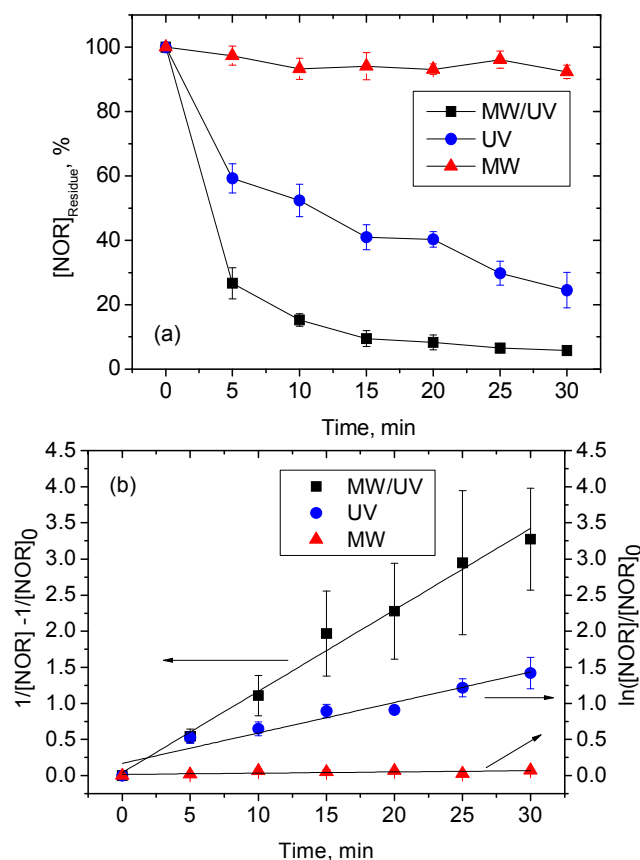 100
80
60
40
20
0
[NOR]Residue, %
MW/UV
UV
MW
(a)
0 5 10 15 20 25 30
Time, min
4.5
4.0
3.5
3.0
2.5
2.0
1.5
1.0
0.5
0.0
1/[NOR] -1/[NOR]0
(b)
MW/UV
UV
MW
4.5
4.0
3.5
3.0
2.5
2.0
1.5
1.0
0.5
0.0
ln([NOR]/[NOR]0
0 5 10 15 20 25 30
Time, min